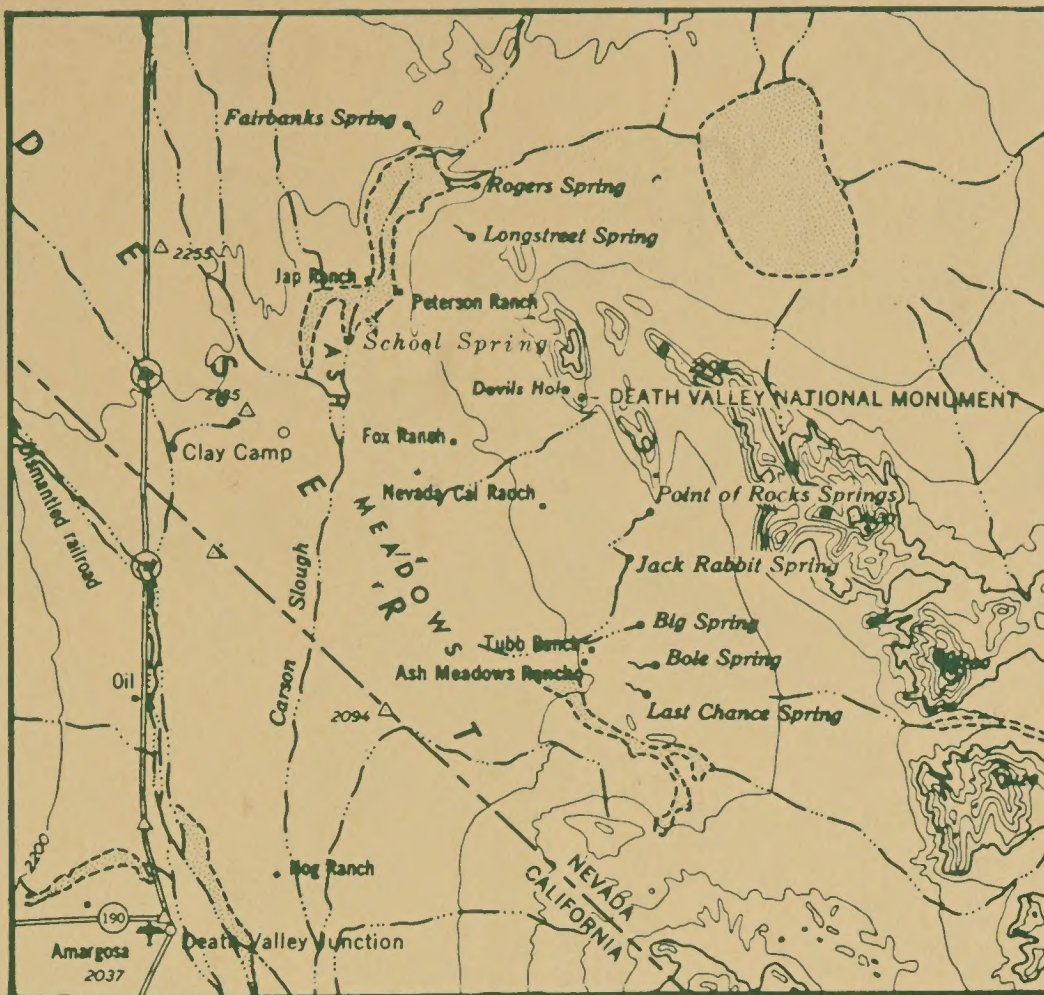 Fairbanks Spring
Rogers Spring
Longstreet Spring
2255
Jap Ranch
Peterson Ranch
School Spring
Devils Hole
DEATH VALLEY NATIONAL MONUMENT
2185
Clay Camp
Fox Ranch
Nevada Cal Ranch
Point of Rocks Springs
Dismantled railroad
DESERT
ASH MEADOWS
Jack Rabbit Spring
Carson Slough
Big Spring
Tubb Ranch
Bole Spring
Ash Meadows Rancho
Oil
Last Chance Spring
2094
2200
Hog Ranch
NEVADA
CALIFORNIA
190
Death Valley Junction
Amargosa
2037